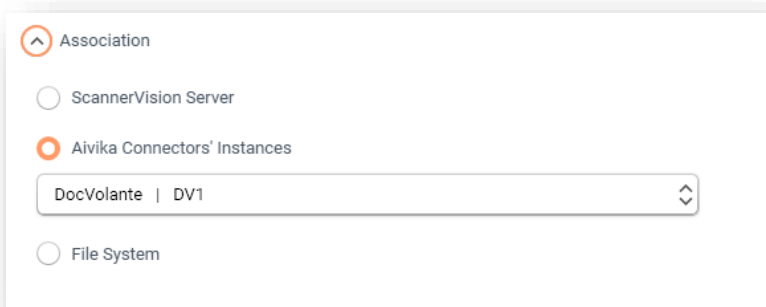 Association
ScannerVision Server
Aivika Connectors' Instances
DocVolante | DV1
File System